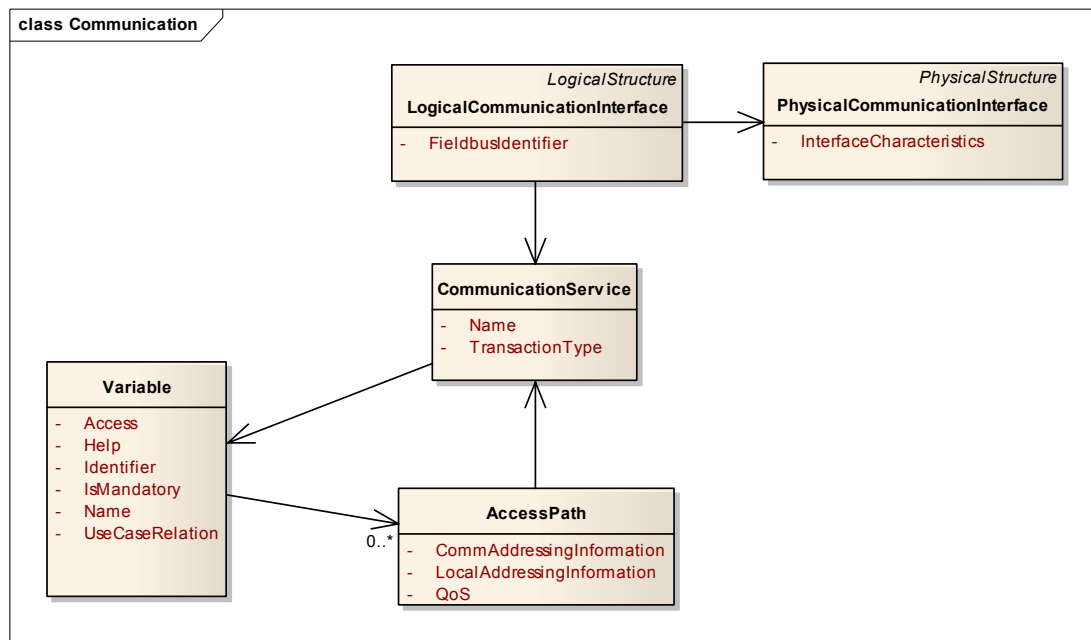 class Communication
LogicalStructure
LogicalCommunicationInterface
- FieldbusIdentifier
PhysicalStructure
PhysicalCommunicationInterface
- InterfaceCharacteristics
CommunicationService
- Name
- TransactionType
Variable
- Access
- Help
- Identifier
- IsMandatory
- Name
- UseCaseRelation
0..*
AccessPath
- CommAddressingInformation
- LocalAddressingInformation
- QoS